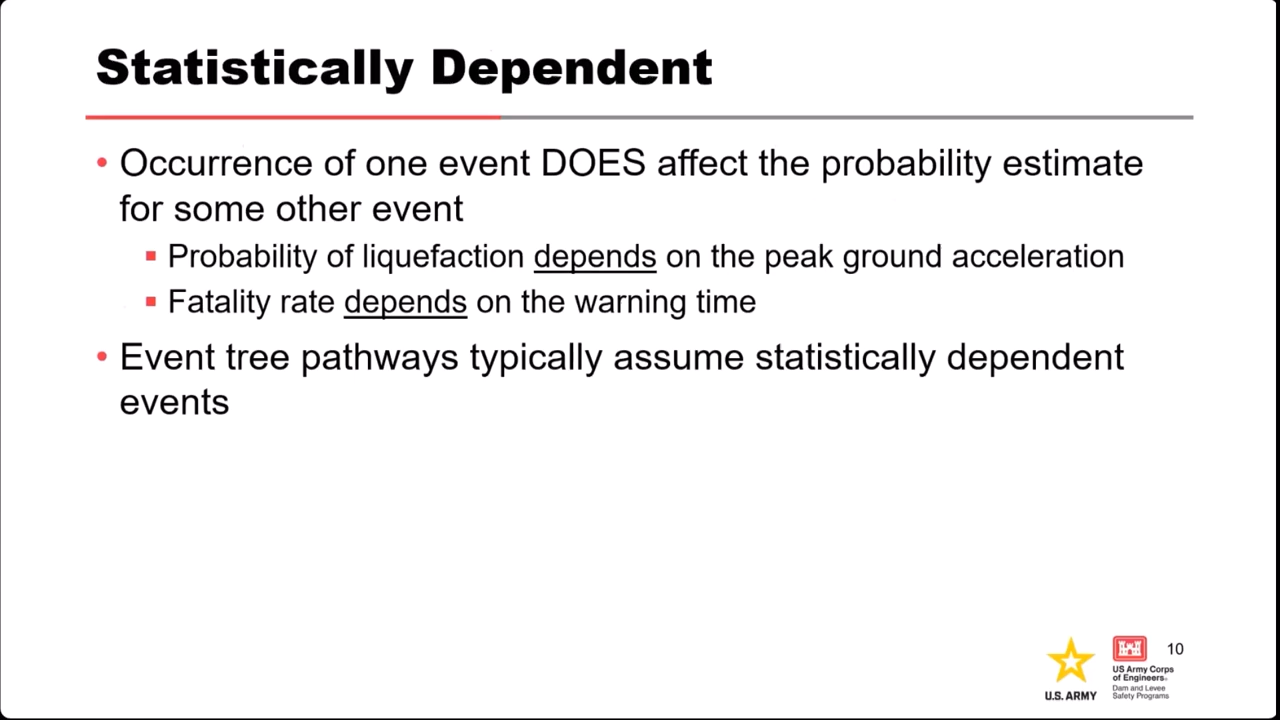 Statistically Dependent
• Occurrence of one event DOES affect the probability estimate
for some other event
▪ Probability of liquefaction depends on the peak ground acceleration
▪ Fatality rate depends on the warning time
• Event tree pathways typically assume statistically dependent
events
10
U.S. ARMY
US Army Corps
of Engineers®
Dam and Levee
Safety Programs